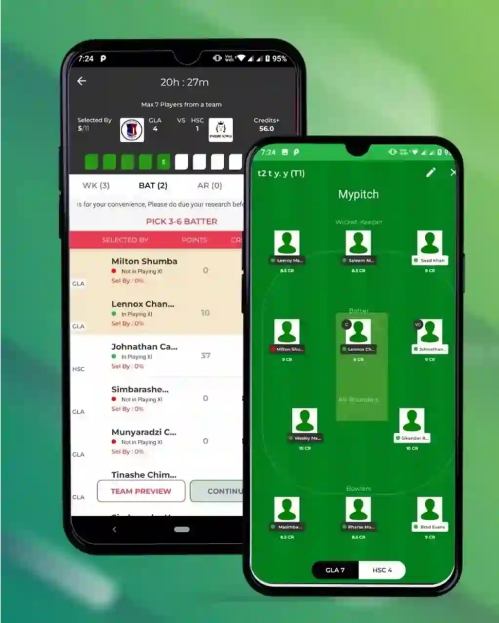 7:24 P
95%
20h : 27m
Max 7 Players from a team
Selected By
5/11
GLA
4
VS
HSC
1
Credits+
56.0
5
WK (3) BAT (2) AR (0)
is for your convenience, Please do your research bef
PICK 3-6 BATTER
SELECTED BY POINTS CR
Milton Shumba
Not in Playing XI
0
Sel By : 0%
GLA
Lennox Chan...
In Playing XI
10
Sel By : 0%
GLA
Johnathan Ca...
In Playing XI
37
Sel By : 0%
HSC
Simbarashe...
Not in Playing XI
0
Sel By : 0%
GLA
Munyaradzi C...
Not in Playing XI
0
Sel By : 0%
GLA
Tinashe Chim...
GLA
TEAM PREVIEW CONTINU
7:24 P
t2 t y. y (T1)
Mypitch
Wicket-Keeper
Leeroy Ma... Saleem M... Saad Khan
8.5 CR 8.5 CR 9 CR
Batter
C VC
Milton Shu... Lennox Ch... Johnathan...
9 CR 9 CR 9 CR
All-Rounders
Wesley Ma... Sikandar R...
10 CR 10 CR
Bowlers
Pharas Mu... Brad Evans
8.5 CR 8.5 CR 9 CR
GLA 7 HSC 4